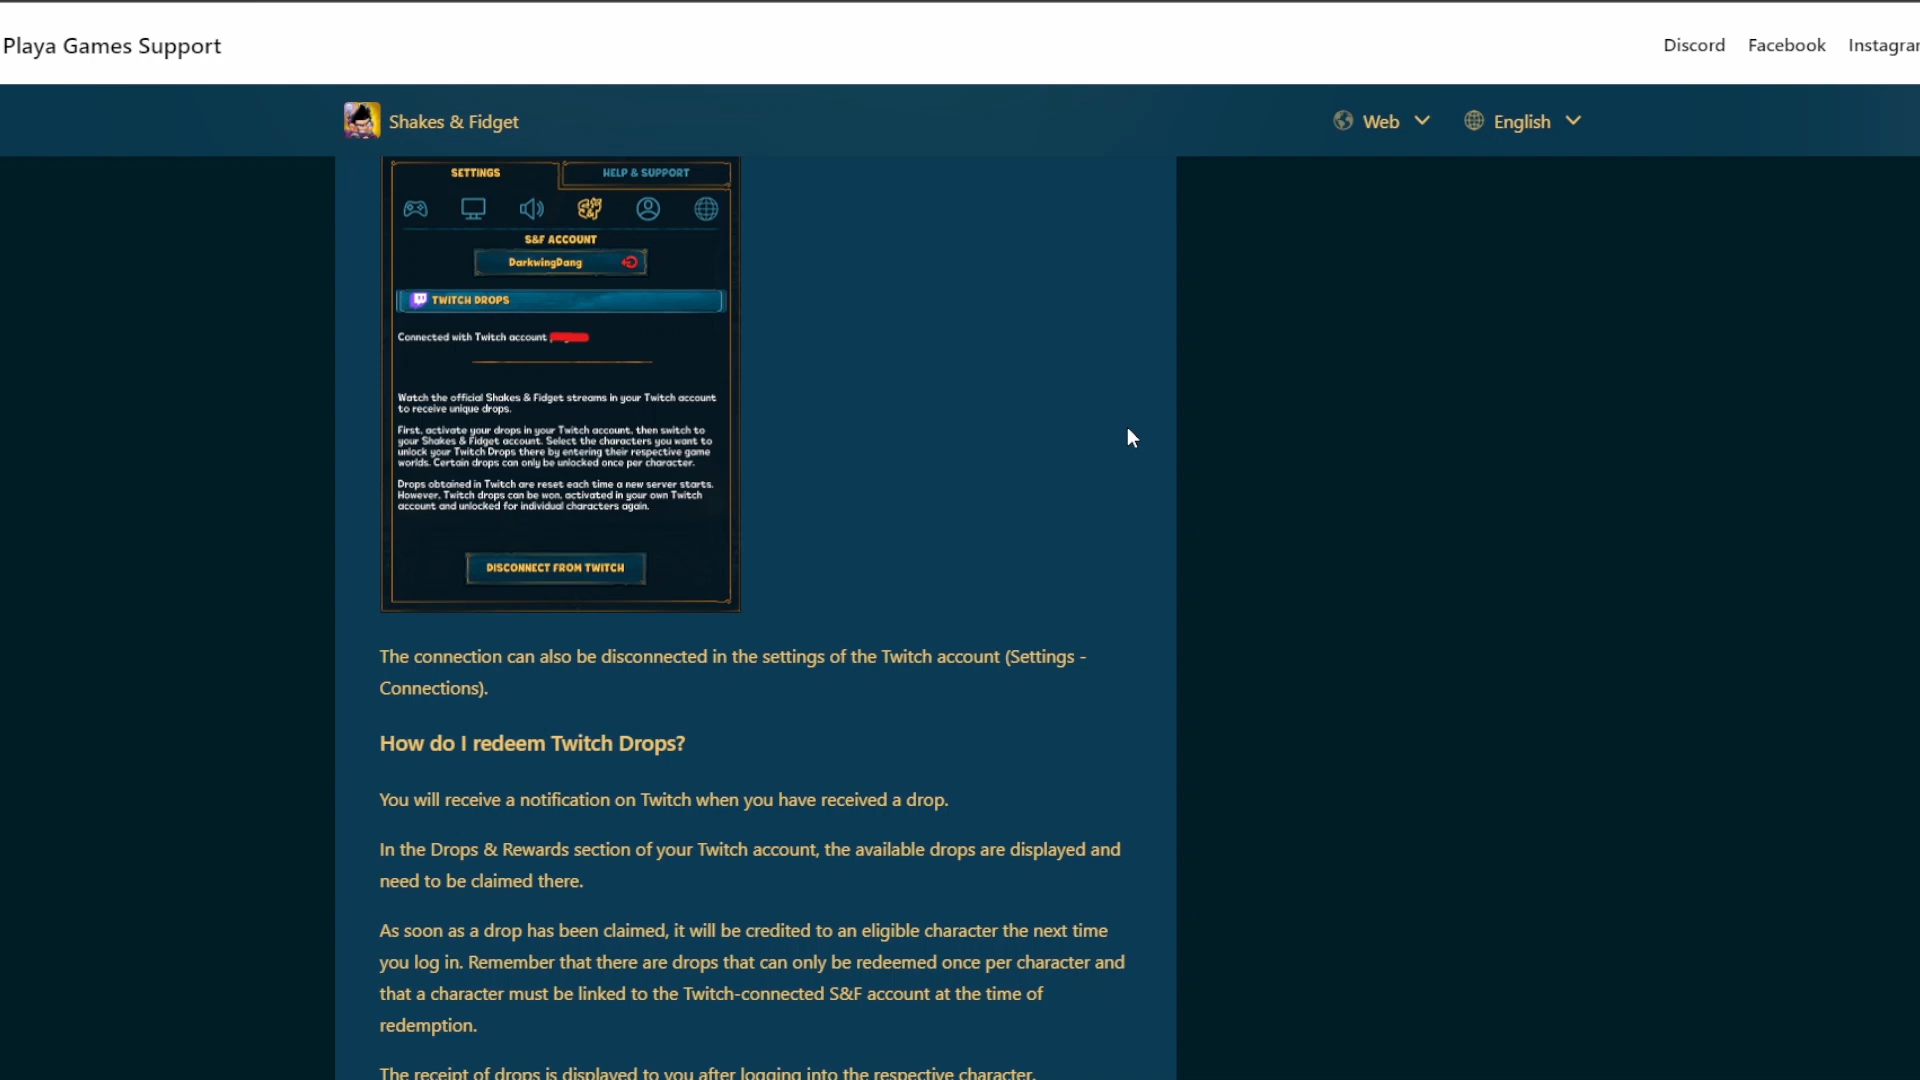 Playa Games Support
Discord Facebook Instagra
Shakes & Fidget
Web English
SETTINGS HELP & SUPPORT
S&F ACCOUNT
DarkwingDang
TWITCH DROPS
Connected with Twitch account
Watch the official Shakes & Fidget streams in your Twitch account
to receive unique drops.
First, activate your drops in your Twitch account, then switch to
your Shakes & Fidget account. Select the characters you want to
unlock your Twitch Drops there by entering their respective game
worlds. Certain drops can only be unlocked once per character.
Drops obtained in Twitch are reset each time a new server starts.
However, Twitch drops can be won, activated in your own Twitch
account and unlocked for individual characters again.
DISCONNECT FROM TWITCH
The connection can also be disconnected in the settings of the Twitch account (Settings -
Connections).
How do I redeem Twitch Drops?
You will receive a notification on Twitch when you have received a drop.
In the Drops & Rewards section of your Twitch account, the available drops are displayed and
need to be claimed there.
As soon as a drop has been claimed, it will be credited to an eligible character the next time
you log in. Remember that there are drops that can only be redeemed once per character and
that a character must be linked to the Twitch-connected S&F account at the time of
redemption.
The receipt of drops is displayed to you after logging into the respective character.